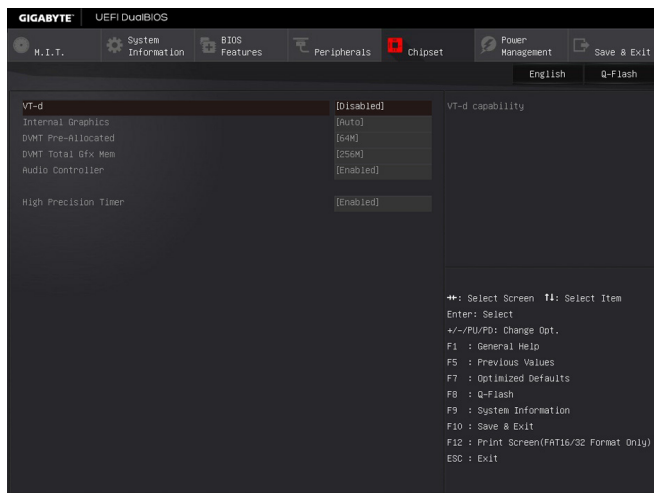 GIGABYTE™ UEFI DualBIOS
M.I.T.
System Information
BIOS Features
Peripherals
Chipset
Power Management
Save & Exit
English Q-Flash
VT-d [Disabled]
Internal Graphics [Auto]
DVMT Pre-Allocated [64M]
DVMT Total Gfx Mem [256M]
Audio Controller [Enabled]
High Precision Timer [Enabled]
VT-d capability
→←: Select Screen ↑↓: Select Item
Enter: Select
+/-/PU/PD: Change Opt.
F1 : General Help
F5 : Previous Values
F7 : Optimized Defaults
F8 : Q-Flash
F9 : System Information
F10 : Save & Exit
F12 : Print Screen(FAT16/32 Format Only)
ESC : Exit